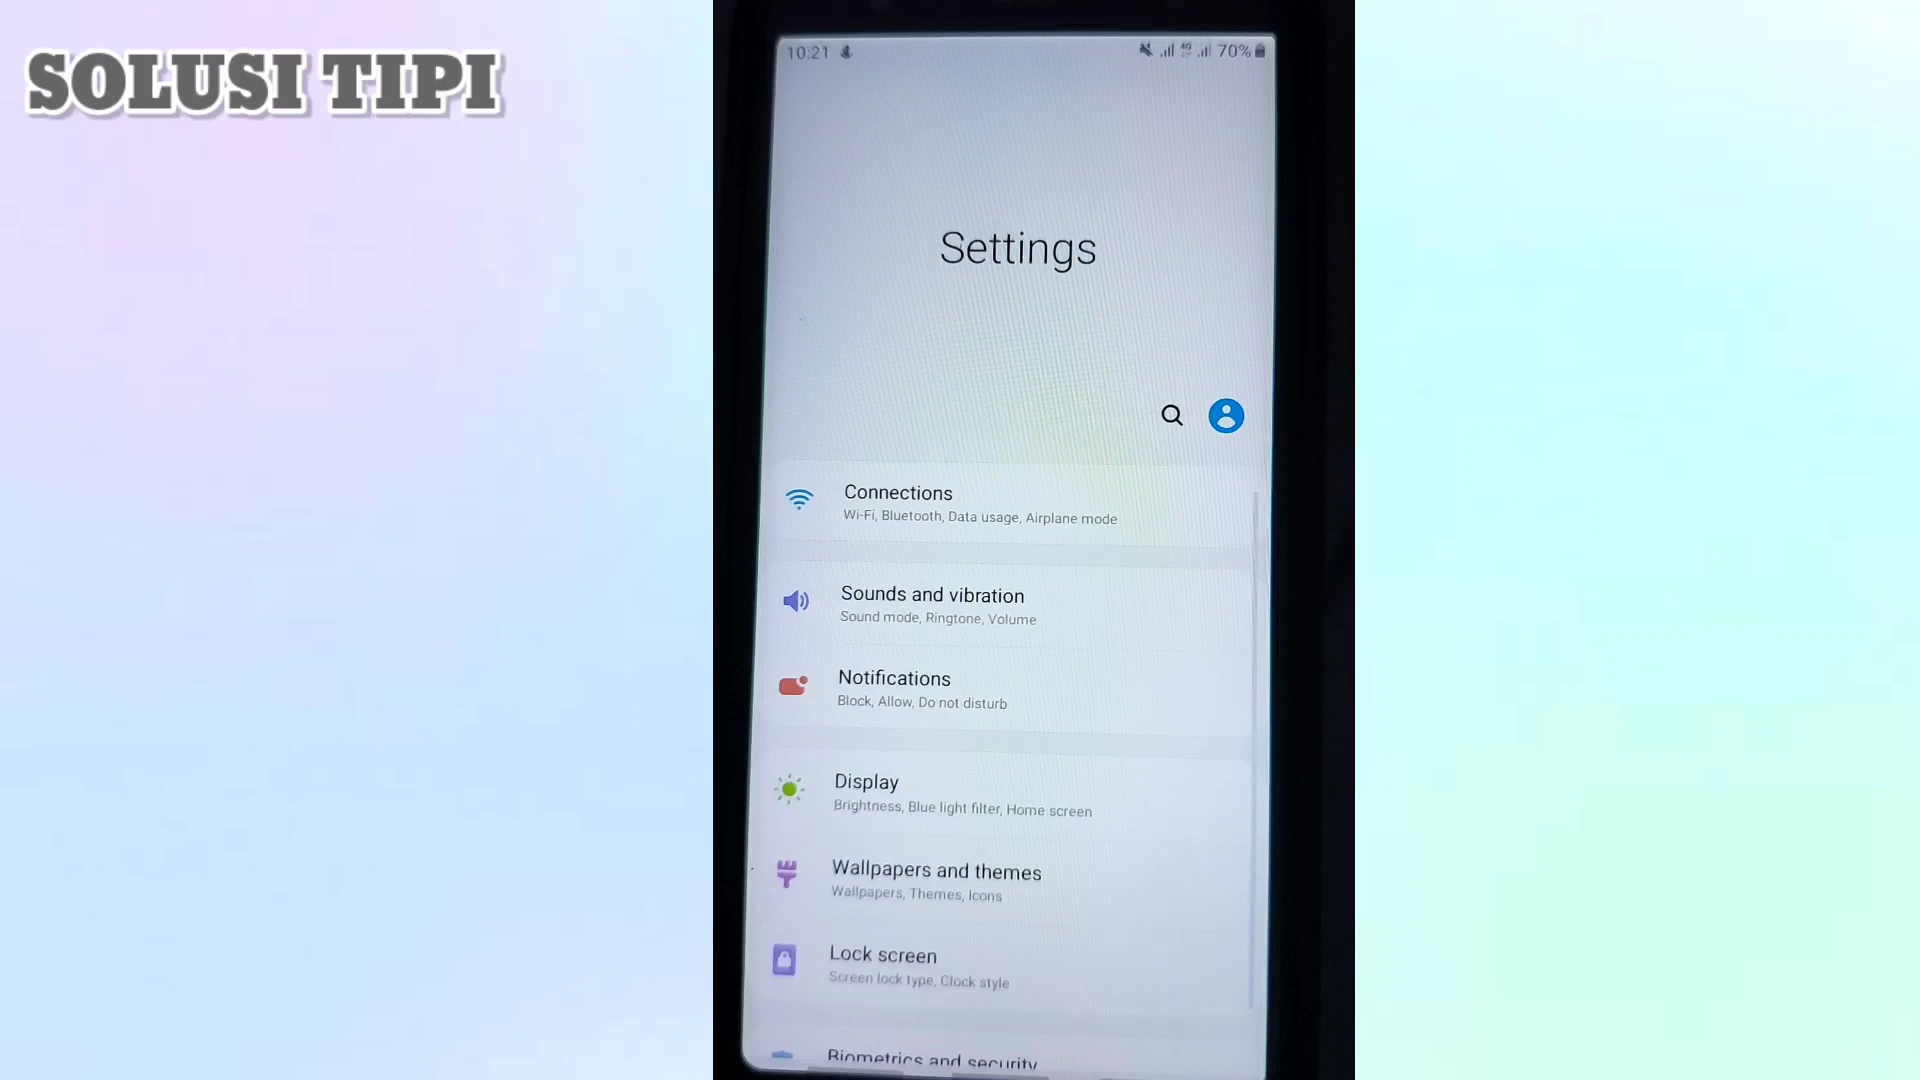 SOLUSI TIPI
10:21
4G
70%
Settings
Connections
Wi-Fi, Bluetooth, Data usage, Airplane mode
Sounds and vibration
Sound mode, Ringtone, Volume
Notifications
Block, Allow, Do not disturb
Display
Brightness, Blue light filter, Home screen
Wallpapers and themes
Wallpapers, Themes, Icons
Lock screen
Screen lock type, Clock style
Biometrics and security